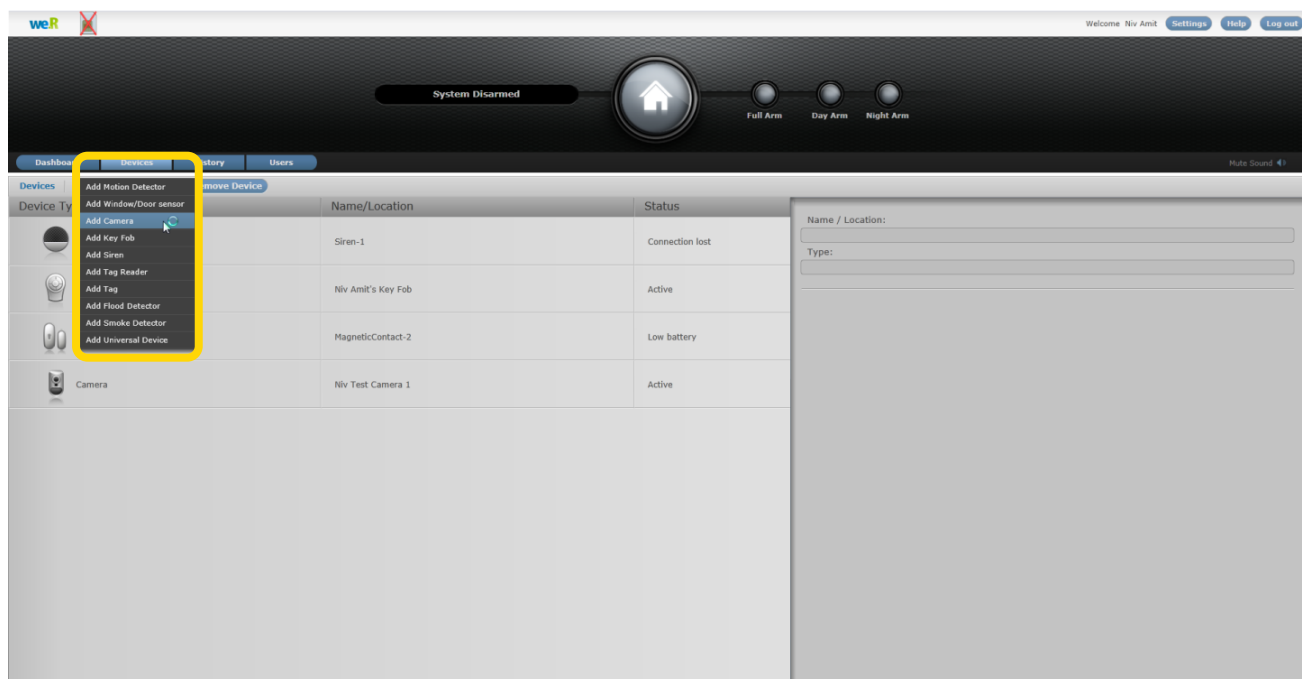 weR
Welcome Niv Amit Settings Help Log out
System Disarmed
Full Arm Day Arm Night Arm
Devices Users
Mute Sound
Devices
Add Motion Detector
Add Window/Door sensor
Add Camera
Add Key Fob
Add Siren
Add Tag Reader
Add Tag
Add Flood Detector
Add Smoke Detector
Add Universal Device
Device
Device Name/Location Status
Siren-1 Connection lost
Niv Amit's Key Fob Active
MagneticContact-2 Low battery
Camera Niv Test Camera 1 Active
Name / Location:
Type: